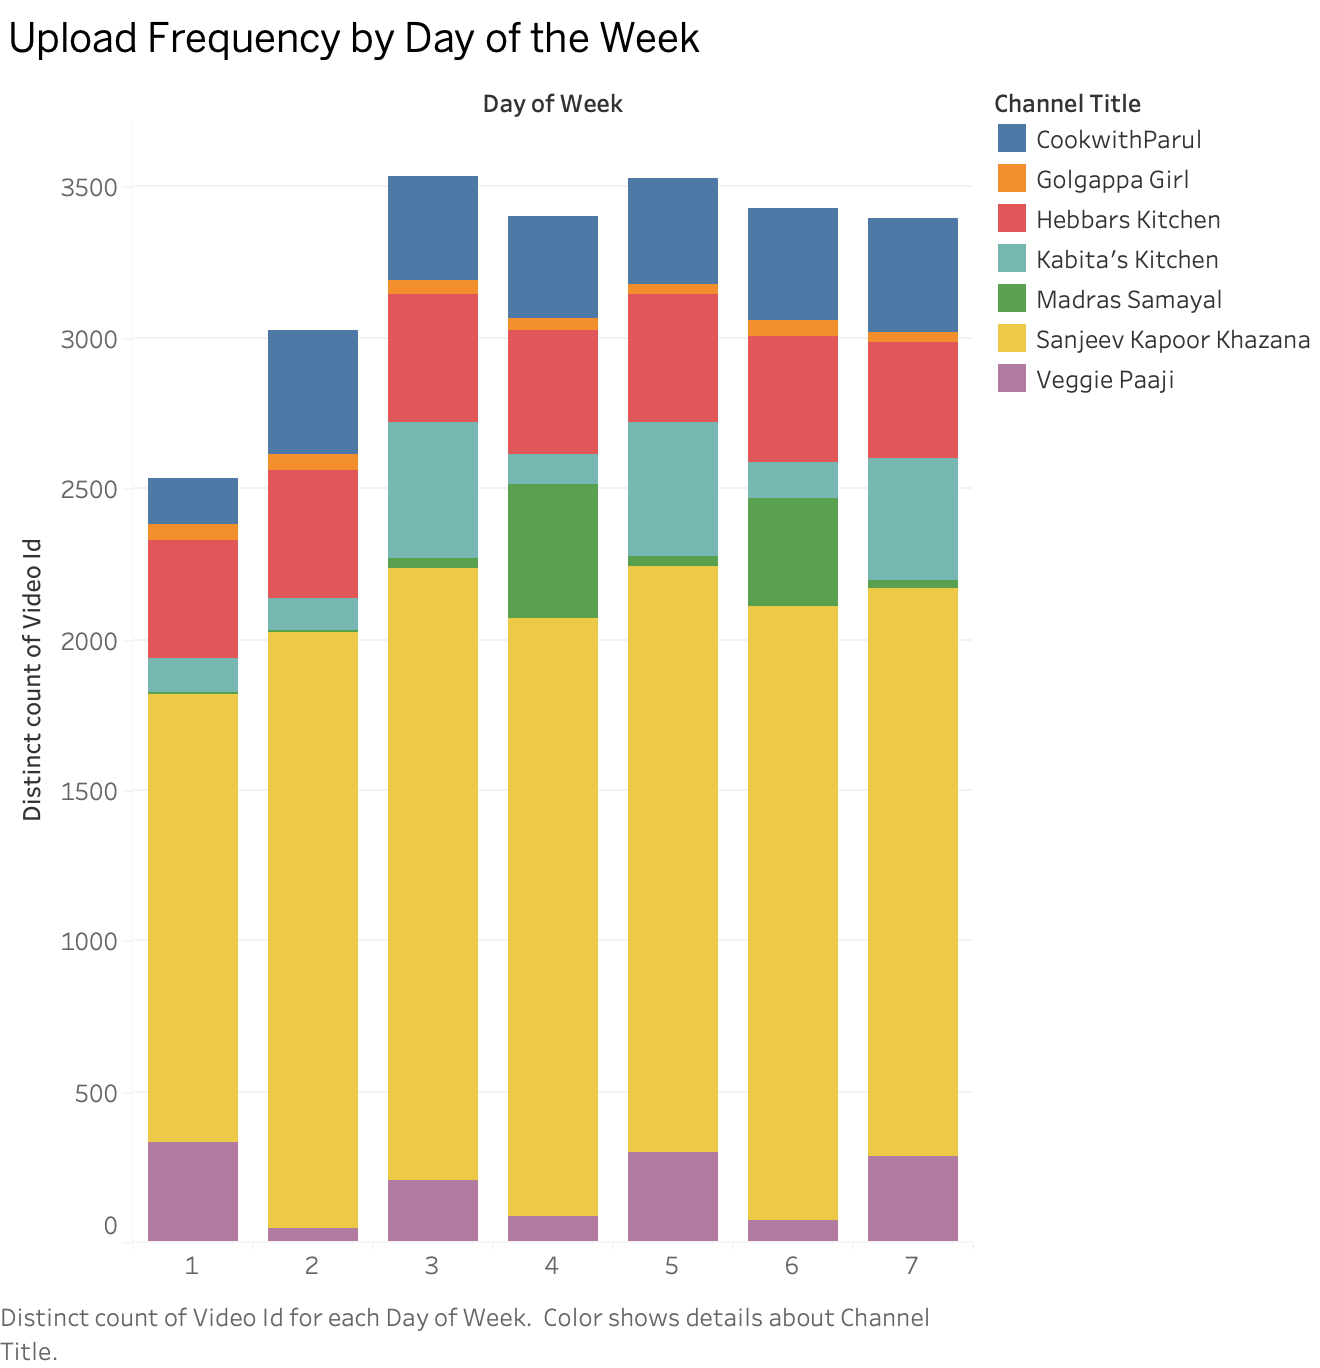 Upload Frequency by Day of the Week
Day of Week
Channel Title
CookwithParul
Golgappa Girl
Hebbars Kitchen
Kabita's Kitchen
Madras Samayal
Sanjeev Kapoor Khazana
Veggie Paaji
Distinct count of Video Id
3500
3000
2500
2000
1500
1000
500
0
1 2 3 4 5 6 7
Distinct count of Video Id for each Day of Week.  Color shows details about Channel
Title.